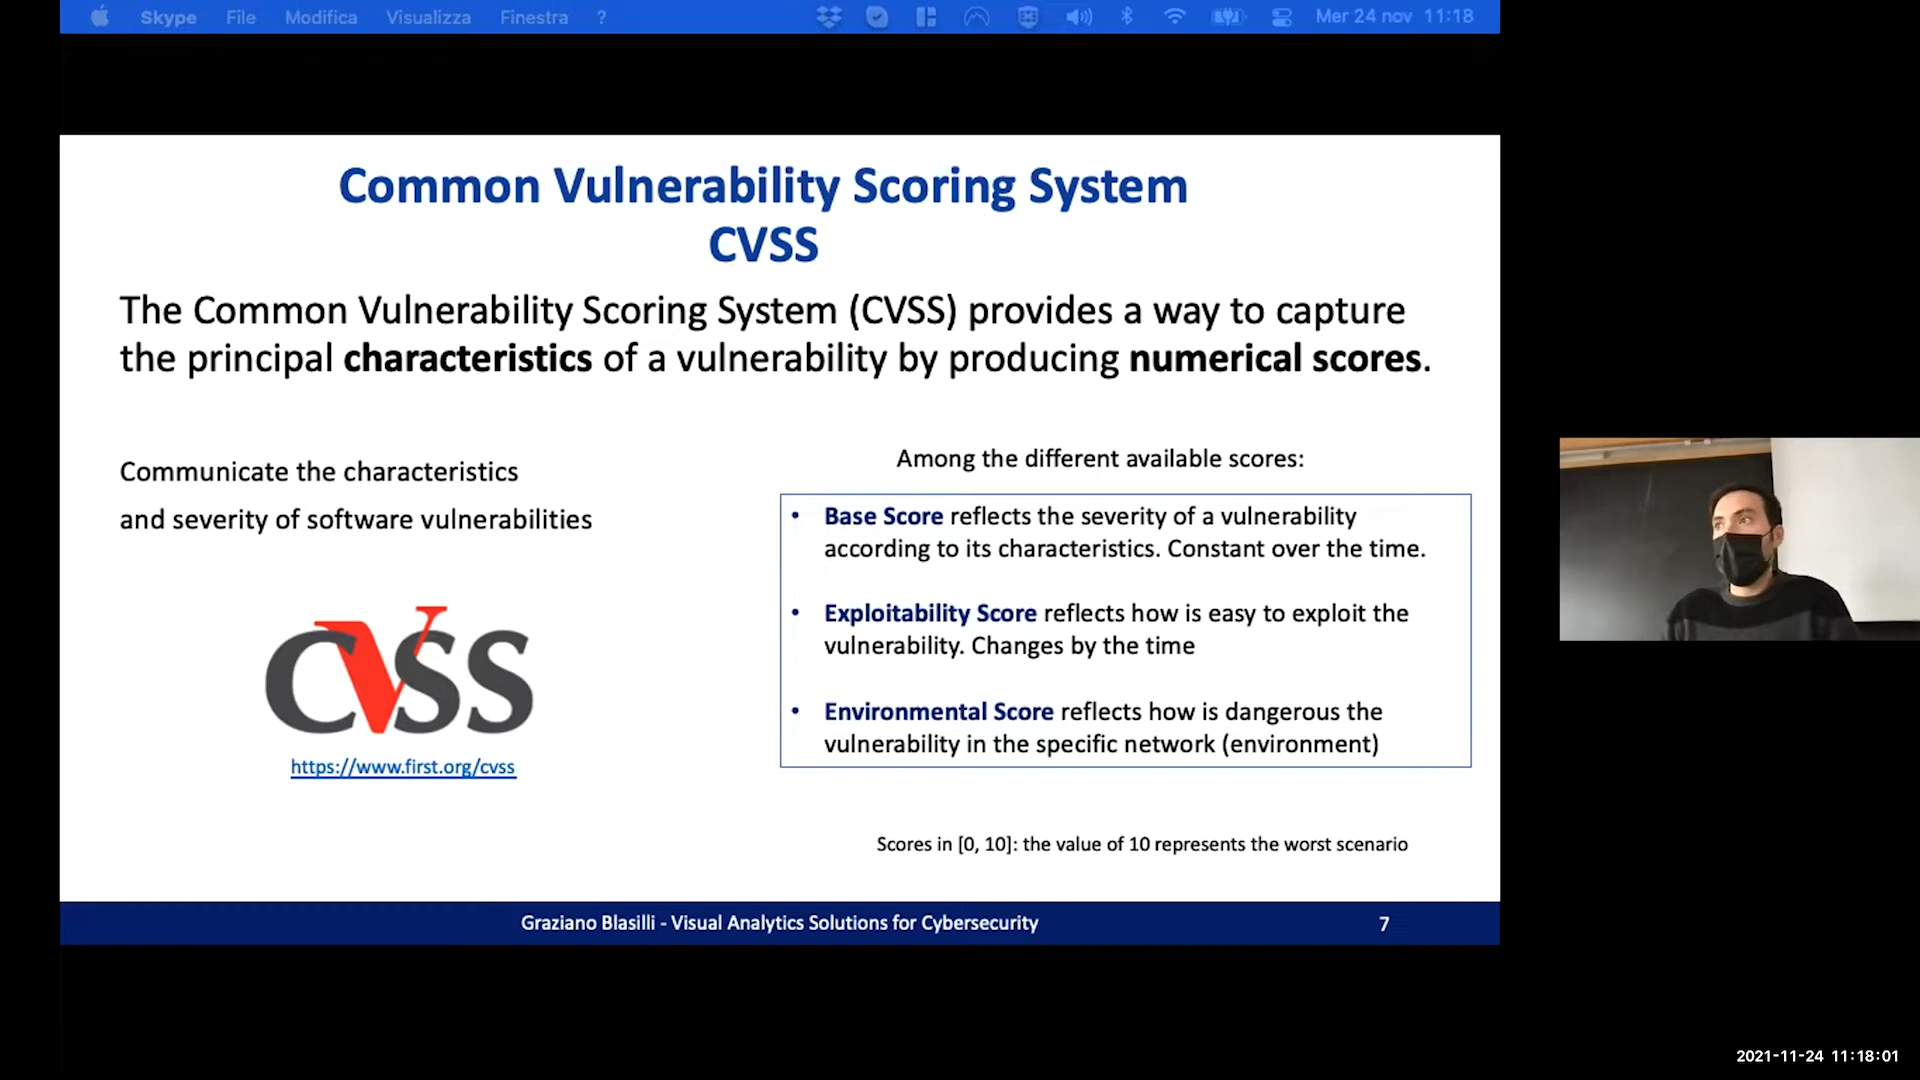 Skype File Modifica Visualizza Finestra ? Mer 24 nov 11:18
Common Vulnerability Scoring System
CVSS
The Common Vulnerability Scoring System (CVSS) provides a way to capture
the principal characteristics of a vulnerability by producing numerical scores.
Communicate the characteristics
and severity of software vulnerabilities
CVSS
https://www.first.org/cvss
Among the different available scores:
• Base Score reflects the severity of a vulnerability
according to its characteristics. Constant over the time.
• Exploitability Score reflects how is easy to exploit the
vulnerability. Changes by the time
• Environmental Score reflects how is dangerous the
vulnerability in the specific network (environment)
Scores in [0, 10]: the value of 10 represents the worst scenario
Graziano Blasilli - Visual Analytics Solutions for Cybersecurity 7
2021-11-24 11:18:01